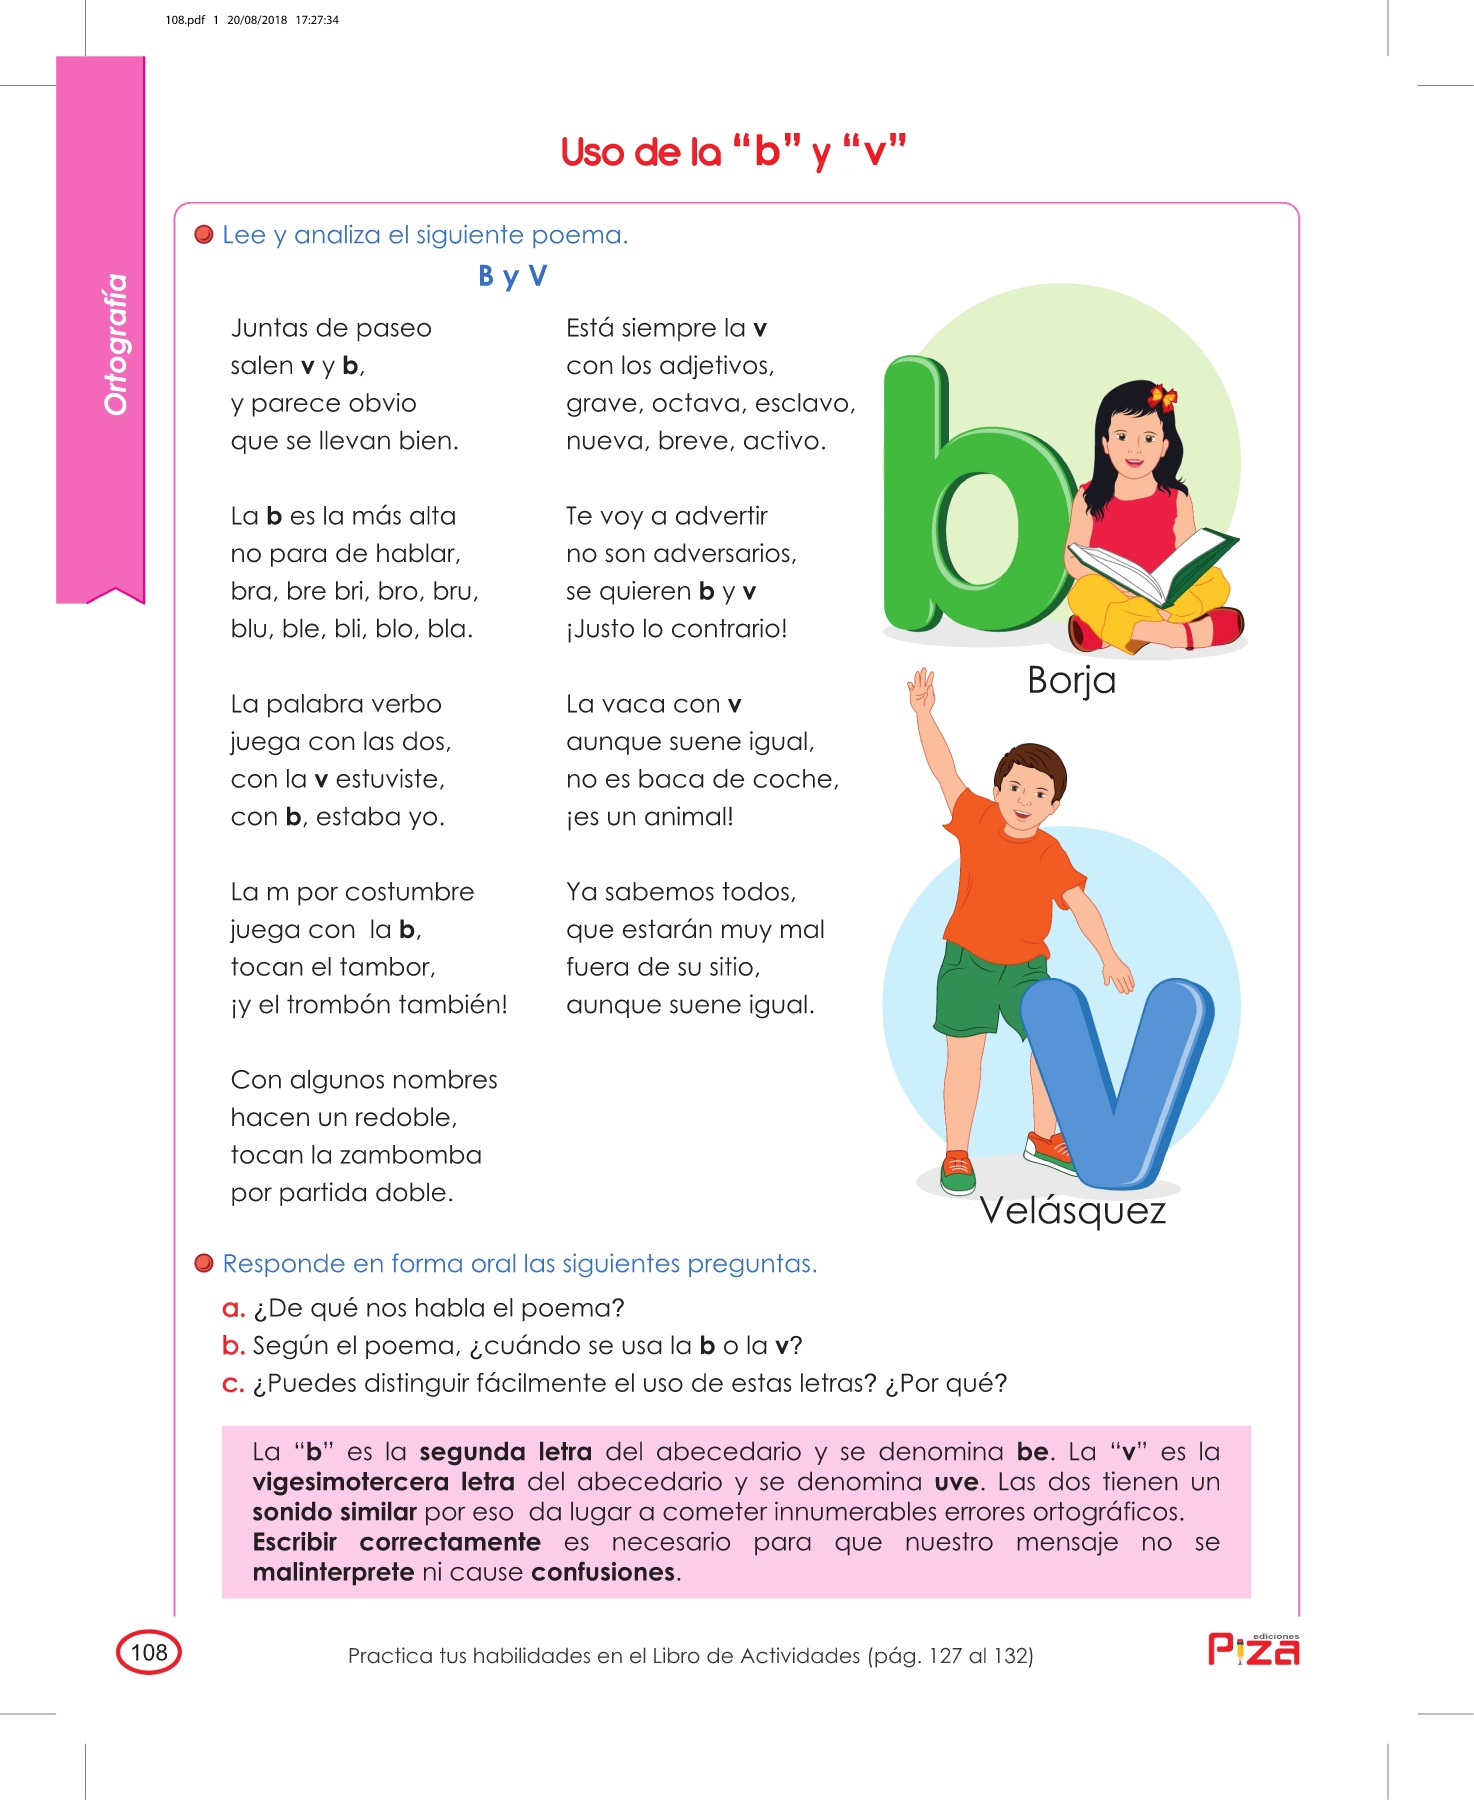 108.pdf 1 20/08/2018 17:27:34
Ortografía
Uso de la “b” y “v”
Lee y analiza el siguiente poema.
B y V
Juntas de paseo
salen v y b,
y parece obvio
que se llevan bien.
La b es la más alta
no para de hablar,
bra, bre bri, bro, bru,
blu, ble, bli, blo, bla.
La palabra verbo
juega con las dos,
con la v estuviste,
con b, estaba yo.
La m por costumbre
juega con la b,
tocan el tambor,
¡y el trombón también!
Con algunos nombres
hacen un redoble,
tocan la zambomba
por partida doble.
Está siempre la v
con los adjetivos,
grave, octava, esclavo,
nueva, breve, activo.
Te voy a advertir
no son adversarios,
se quieren b y v
¡Justo lo contrario!
La vaca con v
aunque suene igual,
no es baca de coche,
¡es un animal!
Ya sabemos todos,
que estarán muy mal
fuera de su sitio,
aunque suene igual.
b
Borja
v
Velásquez
Responde en forma oral las siguientes preguntas.
a. ¿De qué nos habla el poema?
b. Según el poema, ¿cuándo se usa la b o la v?
c. ¿Puedes distinguir fácilmente el uso de estas letras? ¿Por qué?
La “b” es la segunda letra del abecedario y se denomina be. La “v” es la
vigesimotercera letra del abecedario y se denomina uve. Las dos tienen un
sonido similar por eso da lugar a cometer innumerables errores ortográficos.
Escribir correctamente es necesario para que nuestro mensaje no se
malinterprete ni cause confusiones.
108
Practica tus habilidades en el Libro de Actividades (pág. 127 al 132)
ediciones
Piza